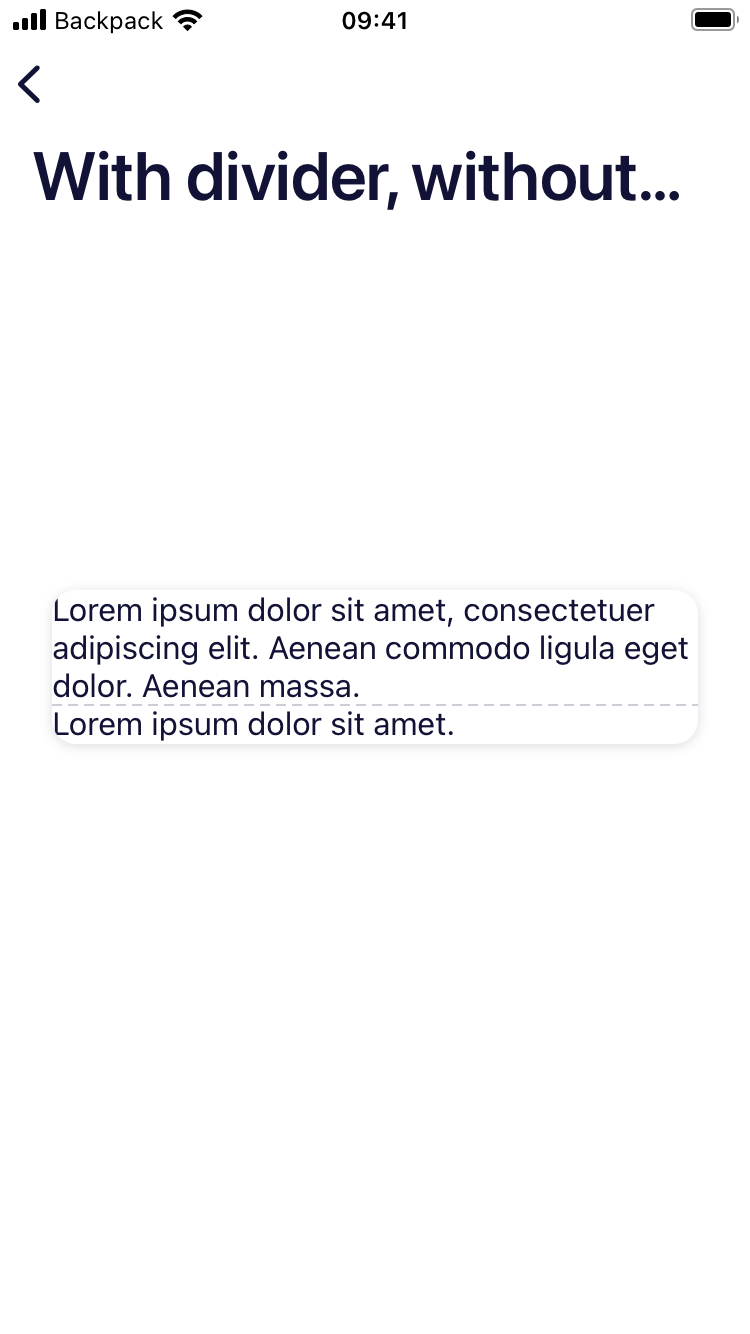 Backpack
09:41
With divider, without...
Lorem ipsum dolor sit amet, consectetuer
adipiscing elit. Aenean commodo ligula eget
dolor. Aenean massa.
Lorem ipsum dolor sit amet.